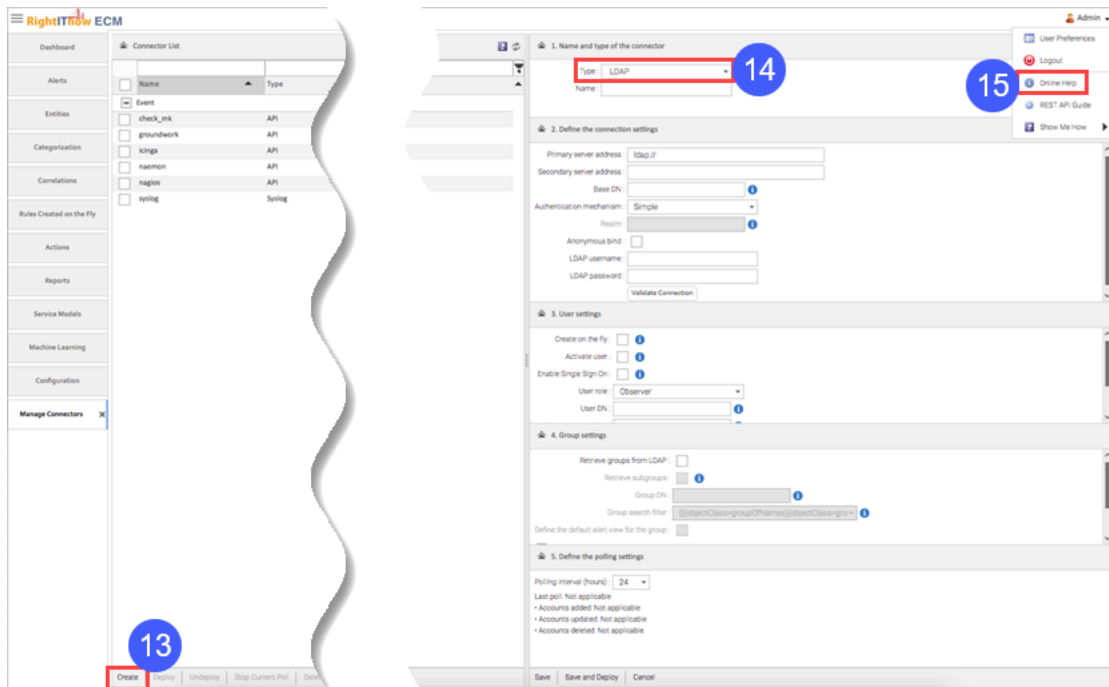 RightITnow ECM
Admin
Dashboard
Alerts
Entities
Categorization
Correlations
Rules Created on the Fly
Actions
Reports
Service Models
Machine Learning
Configuration
Manage Connectors
Connector List
Name Type
Event
check_mk API
groundwork API
icinga API
naemon API
nagios API
syslog Syslog
13
Create Deploy Undeploy Stop Current Poll
1. Name and type of the connector
Type: LDAP
14
Name:
User Preferences
Logout
15
Online Help
REST API Guide
Show Me How
2. Define the connection settings
Primary server address: ldap://
Secondary server address:
Base DN:
Authentication mechanism: Simple
Realm:
Anonymous bind:
LDAP username:
LDAP password:
Validate Connection
3. User settings
Create on the fly:
Activate user:
Enable Single Sign On:
User role: Observer
User DN:
4. Group settings
Retrieve groups from LDAP:
Retrieve subgroups:
Group DN:
Group search filter: (|(objectClass=groupOfNames)(objectClass=gro
Define the default alert view for the group:
5. Define the polling settings
Polling interval (hours): 24
Last poll: Not applicable
• Accounts added: Not applicable
• Accounts updated: Not applicable
• Accounts deleted: Not applicable
Save Save and Deploy Cancel